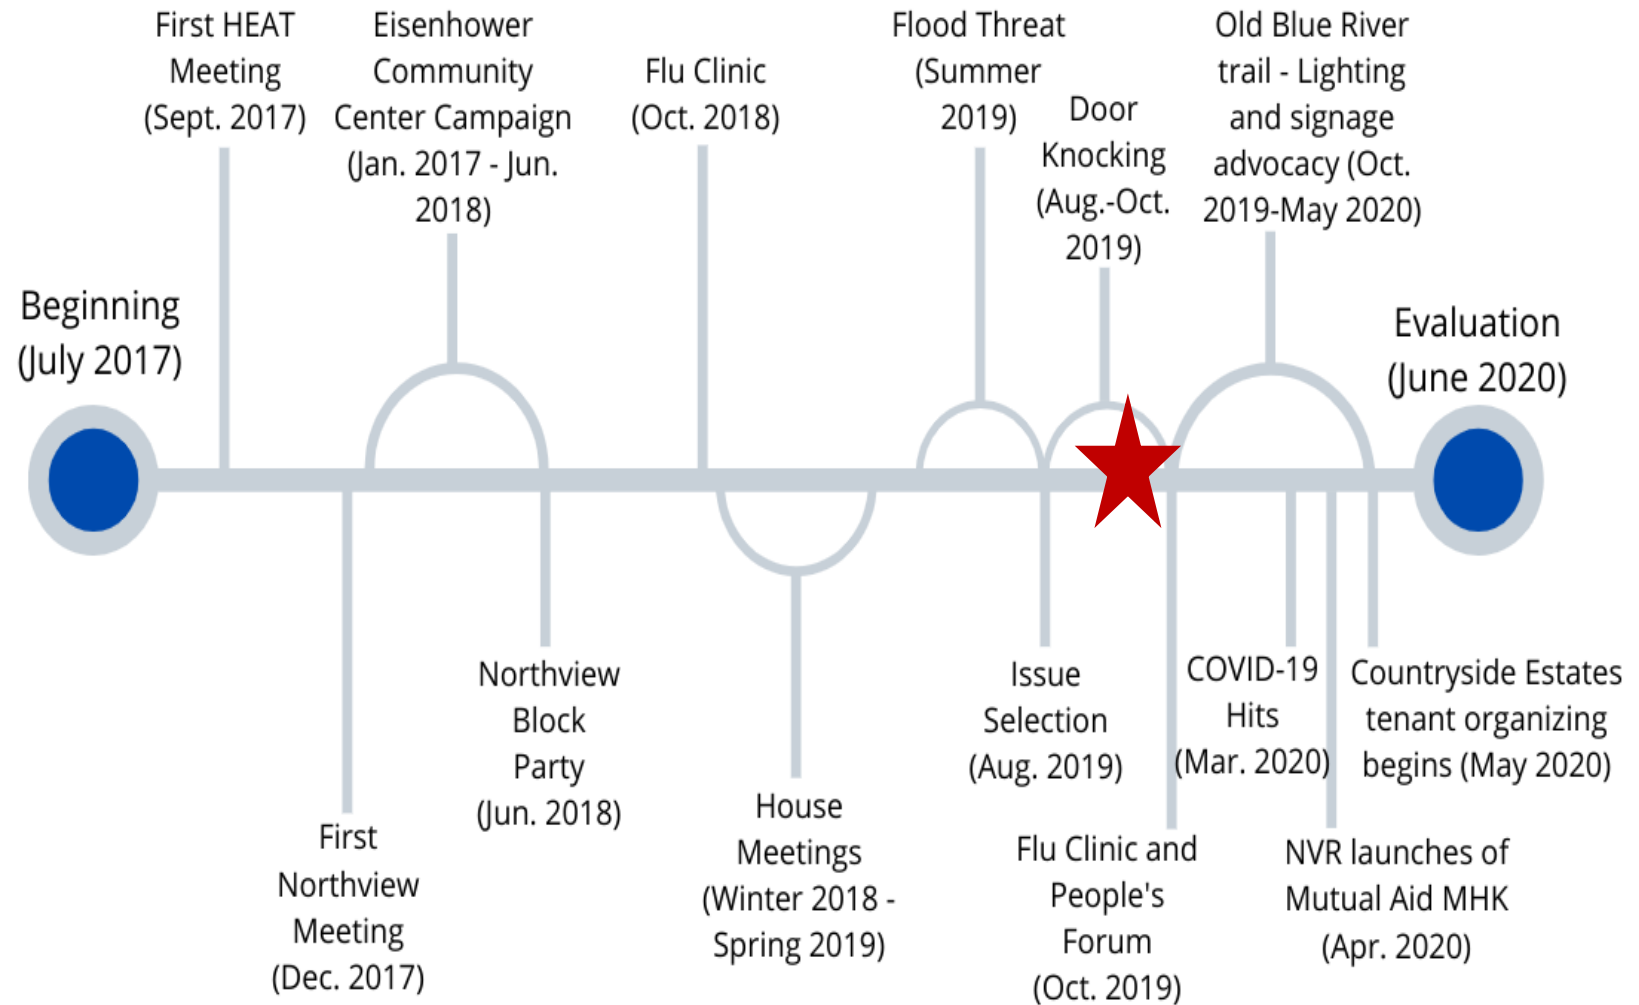 First HEAT
Meeting
(Sept. 2017)
Eisenhower
Community
Center Campaign
(Jan. 2017 - Jun.
2018)
Flu Clinic
(Oct. 2018)
Flood Threat
(Summer
2019)
Door
Knocking
(Aug.-Oct.
2019)
Old Blue River
trail - Lighting
and signage
advocacy (Oct.
2019-May 2020)
Beginning
(July 2017)
Evaluation
(June 2020)
First
Northview
Meeting
(Dec. 2017)
Northview
Block
Party
(Jun. 2018)
House
Meetings
(Winter 2018 -
Spring 2019)
Issue
Selection
(Aug. 2019)
Flu Clinic and
People's
Forum
(Oct. 2019)
COVID-19
Hits
(Mar. 2020)
NVR launches of
Mutual Aid MHK
(Apr. 2020)
Countryside Estates
tenant organizing
begins (May 2020)